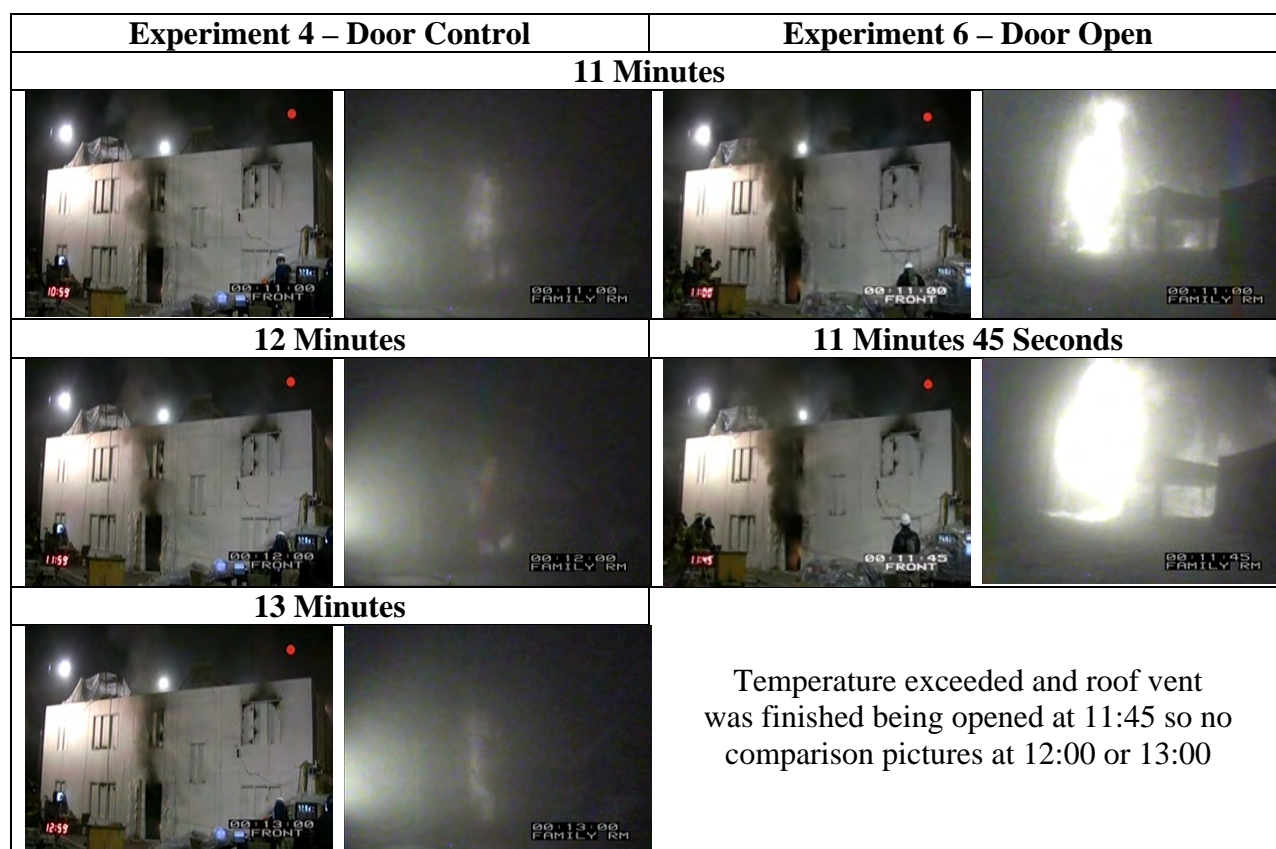 Experiment 4 – Door Control
Experiment 6 – Door Open
11 Minutes
10:59
00:11:00
FRONT
00:11:00
FAMILY RM
11:00
00:11:00
FRONT
00:11:00
FAMILY RM
12 Minutes
11 Minutes 45 Seconds
11:59
00:12:00
FRONT
00:12:00
FAMILY RM
11:45
00:11:45
FRONT
00:11:45
FAMILY RM
13 Minutes
12:59
00:13:00
FRONT
00:13:00
FAMILY RM
Temperature exceeded and roof vent
was finished being opened at 11:45 so no
comparison pictures at 12:00 or 13:00